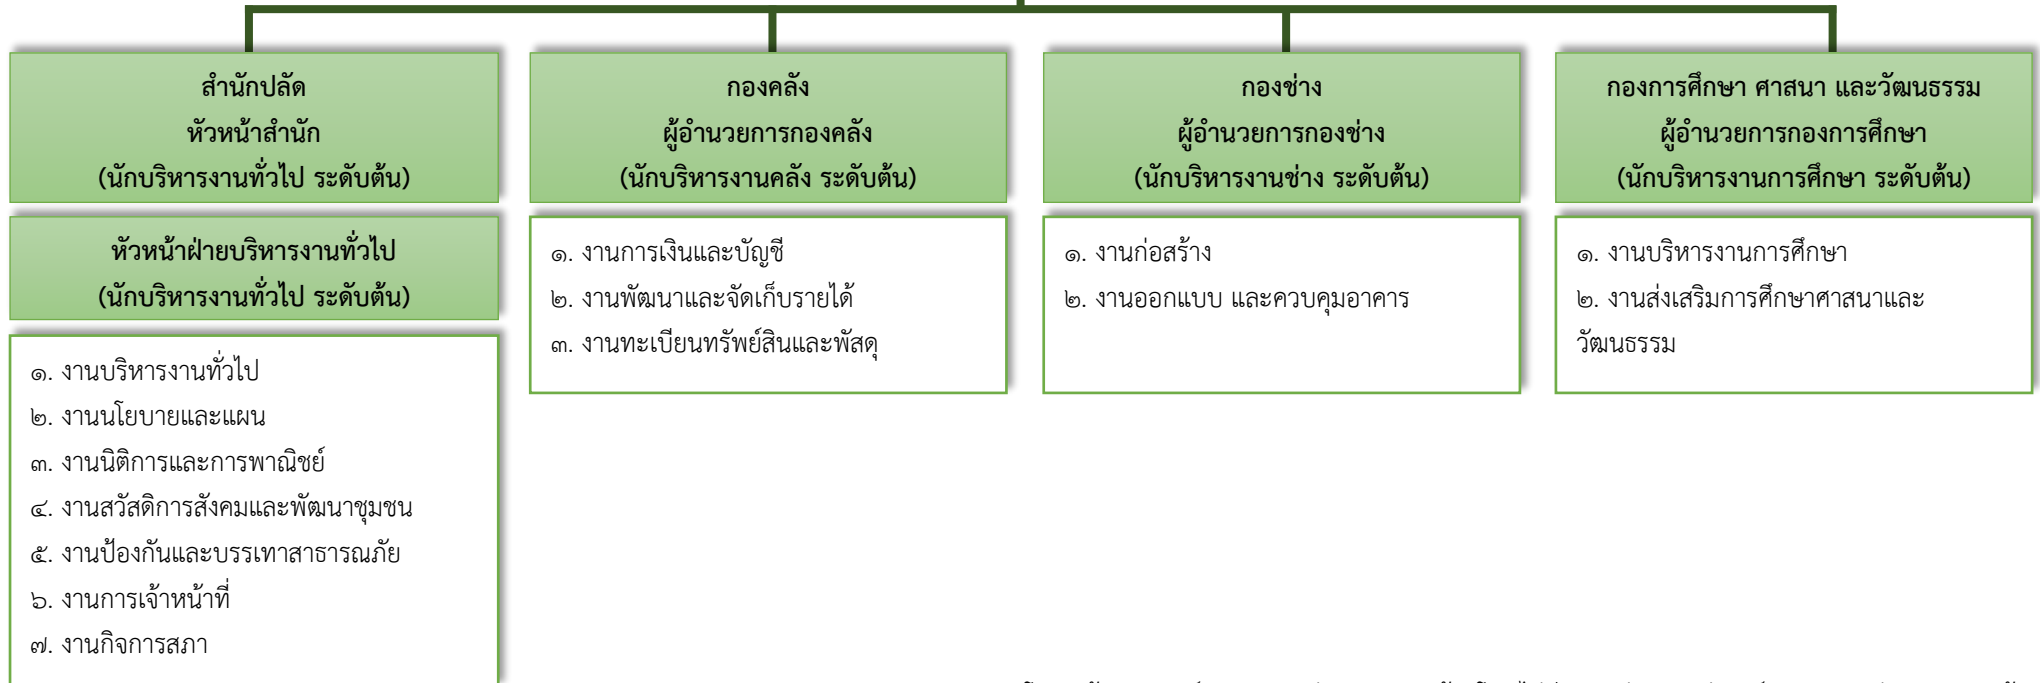 สำนักปลัด
หัวหน้าสำนัก
(นักบริหารงานทั่วไป ระดับต้น)
หัวหน้าฝ่ายบริหารงานทั่วไป
(นักบริหารงานทั่วไป ระดับต้น)
๑. งานบริหารงานทั่วไป
๒. งานนโยบายและแผน
๓. งานนิติการและการพาณิชย์
๔. งานสวัสดิการสังคมและพัฒนาชุมชน
๕. งานป้องกันและบรรเทาสาธารณภัย
๖. งานการเจ้าหน้าที่
๗. งานกิจการสภา
กองคลัง
ผู้อำนวยการกองคลัง
(นักบริหารงานคลัง ระดับต้น)
๑. งานการเงินและบัญชี
๒. งานพัฒนาและจัดเก็บรายได้
๓. งานทะเบียนทรัพย์สินและพัสดุ
กองช่าง
ผู้อำนวยการกองช่าง
(นักบริหารงานช่าง ระดับต้น)
๑. งานก่อสร้าง
๒. งานออกแบบ และควบคุมอาคาร
กองการศึกษา ศาสนา และวัฒนธรรม
ผู้อำนวยการกองการศึกษา
(นักบริหารงานการศึกษา ระดับต้น)
๑. งานบริหารงานการศึกษา
๒. งานส่งเสริมการศึกษาศาสนาและ
วัฒนธรรม